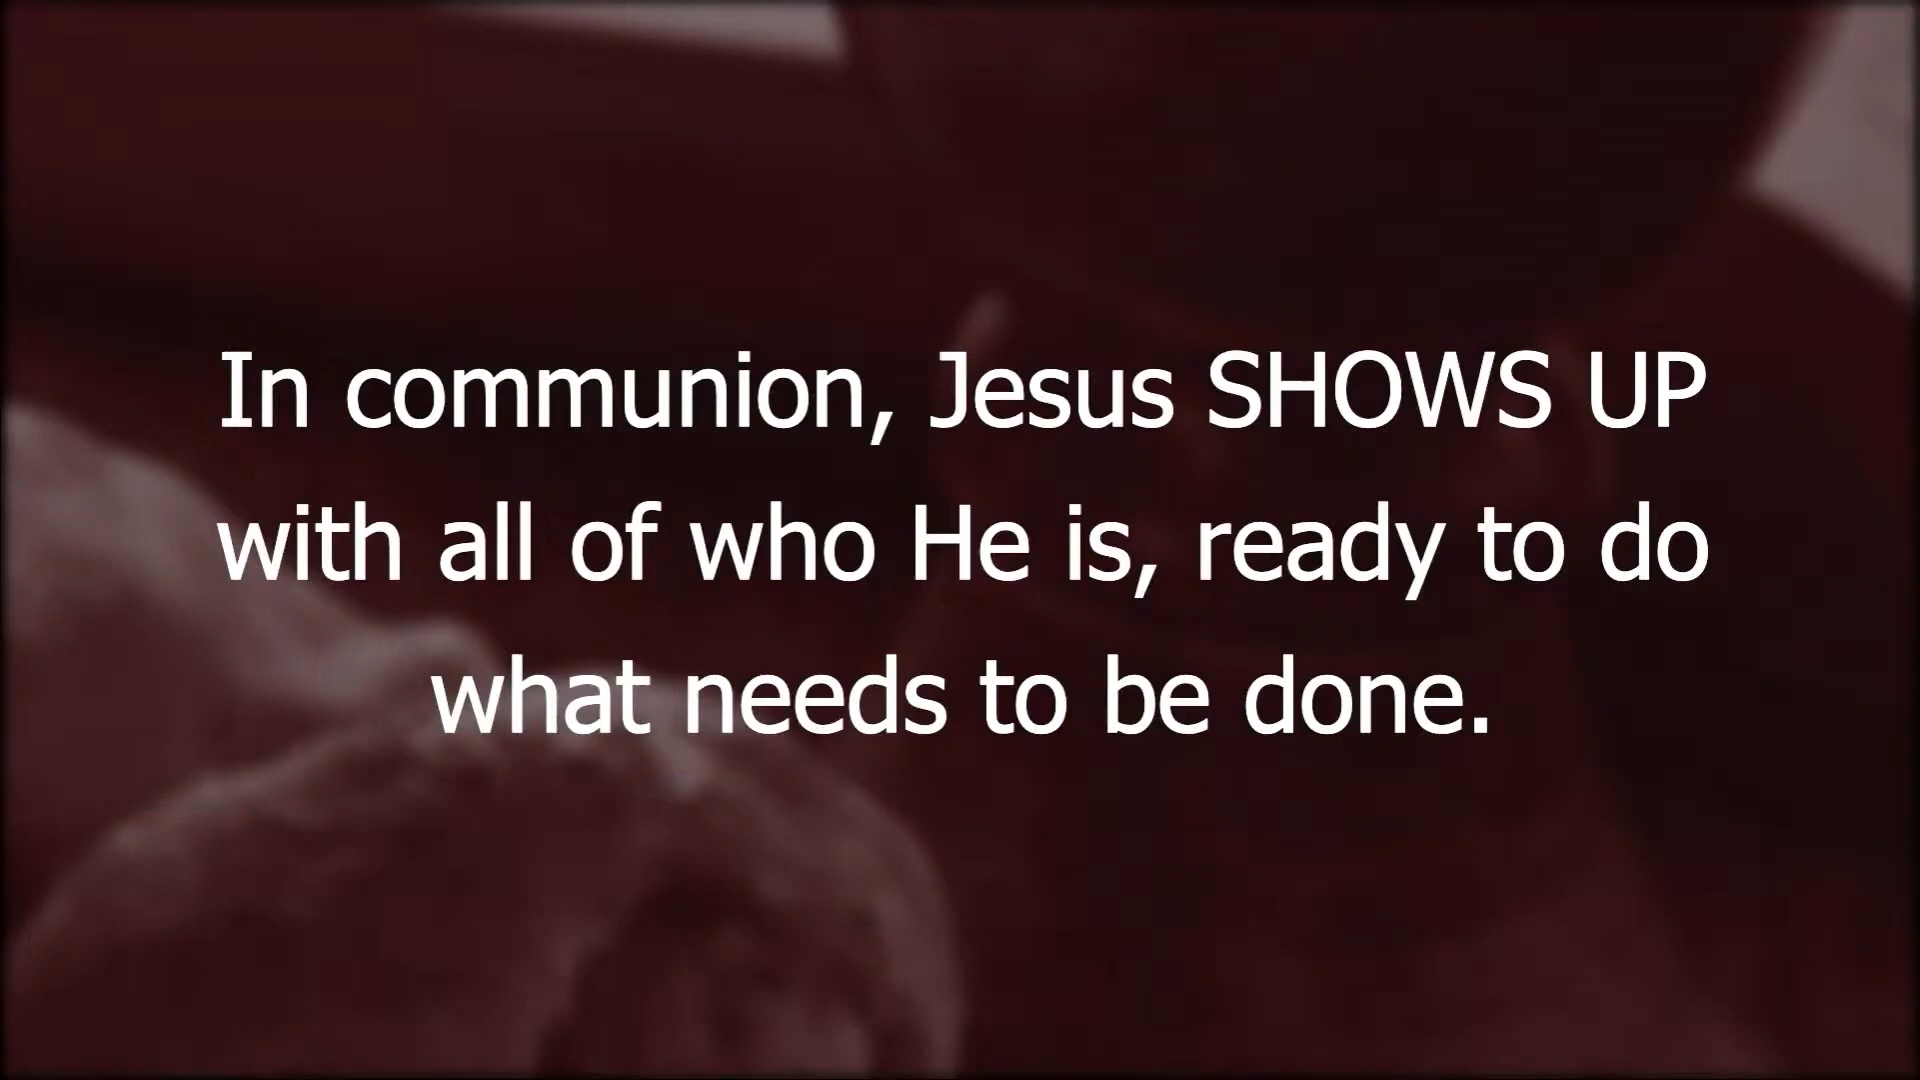 In communion, Jesus SHOWS UP
with all of who He is, ready to do
what needs to be done.